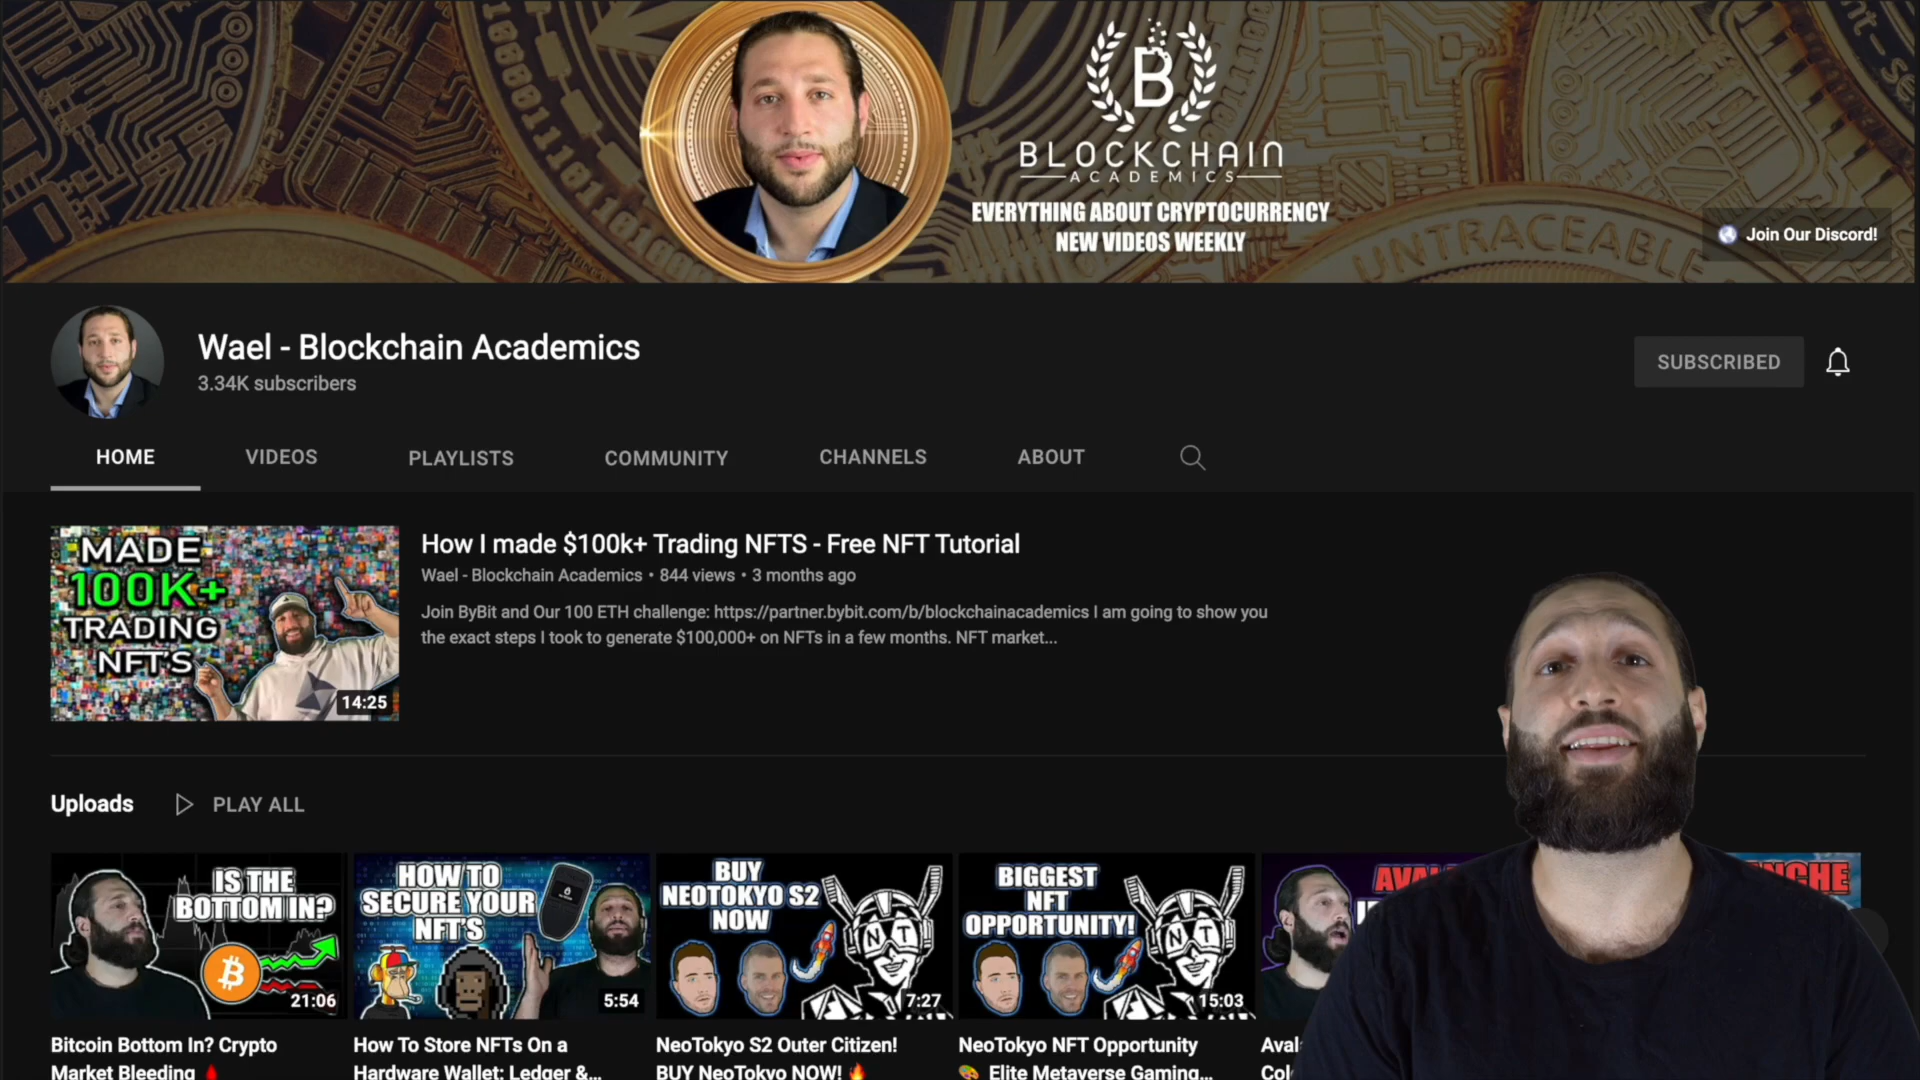 B
BLOCKCHAIN
ACADEMICS
EVERYTHING ABOUT CRYPTOCURRENCY
NEW VIDEOS WEEKLY
UNTRACEABLE
Join Our Discord!
Wael - Blockchain Academics
3.34K subscribers
SUBSCRIBED
HOME VIDEOS PLAYLISTS COMMUNITY CHANNELS ABOUT
MADE
100K+
TRADING
NFT'S
14:25
How I made $100k+ Trading NFTS - Free NFT Tutorial
Wael - Blockchain Academics • 844 views • 3 months ago
Join ByBit and Our 100 ETH challenge: https://partner.bybit.com/b/blockchainacademics I am going to show you
the exact steps I took to generate $100,000+ on NFTs in a few months. NFT market...
Uploads PLAY ALL
IS THE
BOTTOM IN?
21:06
HOW TO
SECURE YOUR
NFT'S
5:54
BUY
NEOTOKYO S2
NOW
NT
7:27
BIGGEST
NFT
OPPORTUNITY!
NT
15:03
Bitcoin Bottom In? Crypto
Market Bleeding
How To Store NFTs On a
Hardware Wallet: Ledger &...
NeoTokyo S2 Outer Citizen!
BUY NeoTokyo NOW!
NeoTokyo NFT Opportunity
Elite Metaverse Gaming...